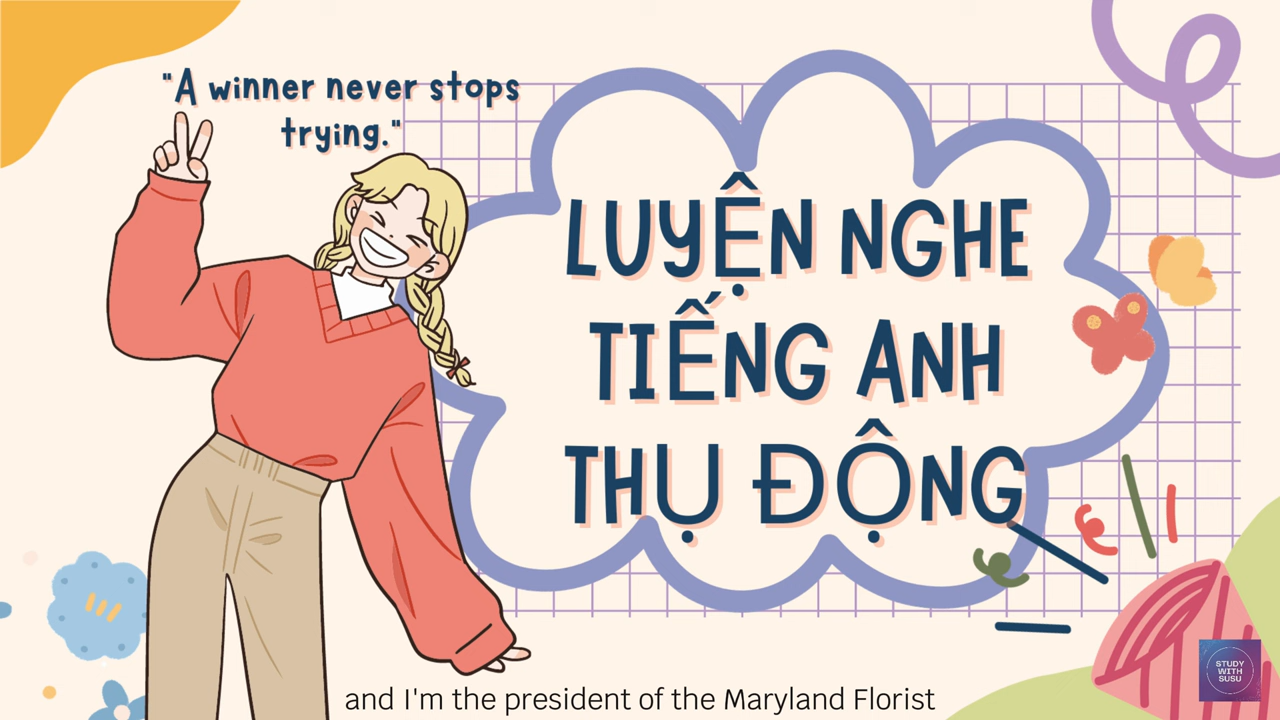 "A winner never stops
trying."
LUYỆN NGHE
TIẾNG ANH
THỤ ĐỘNG
STUDY
WITH
SUSU
and I'm the president of the Maryland Florist